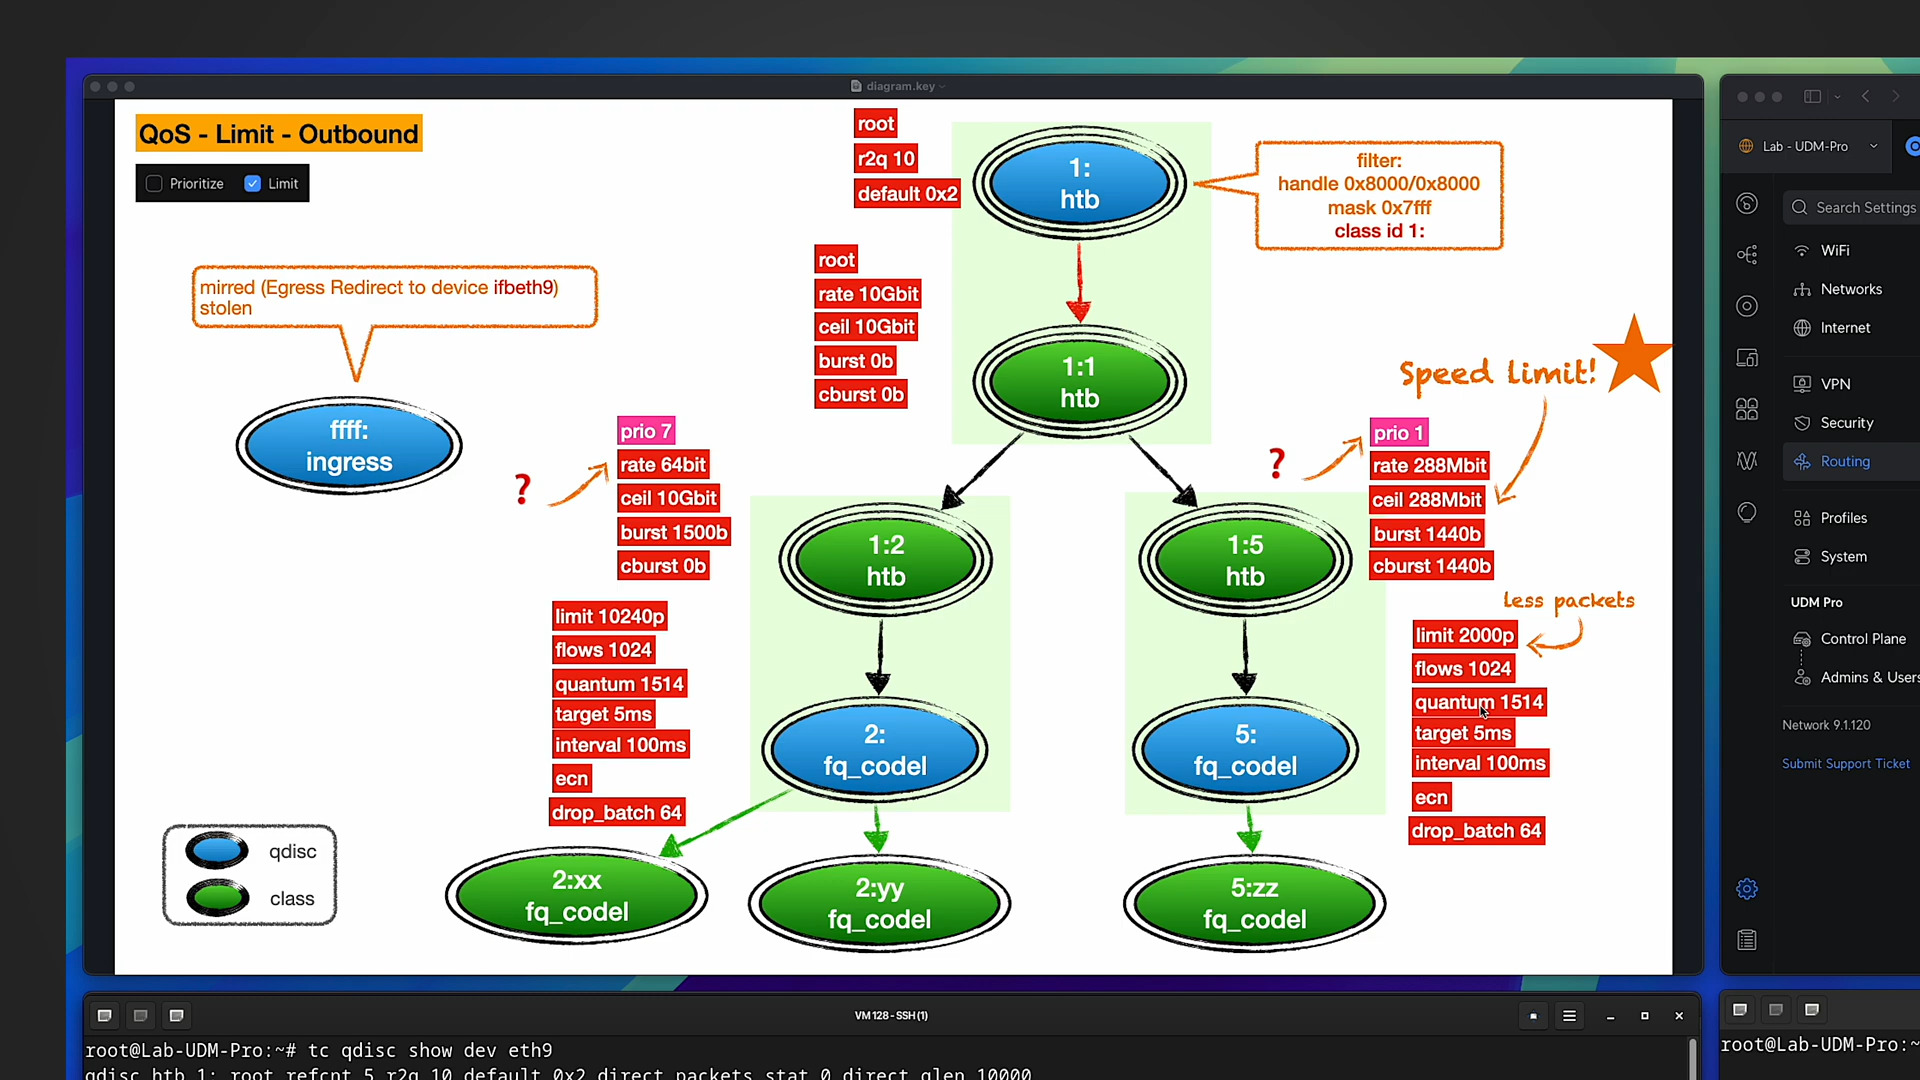 diagram.key
QoS - Limit - Outbound
Prioritize
Limit
root
r2q 10
default 0x2
1:
htb
filter:
handle 0x8000/0x8000
mask 0x7fff
class id 1:
mirred (Egress Redirect to device ifbeth9)
stolen
ffff:
ingress
root
rate 10Gbit
ceil 10Gbit
burst 0b
cburst 0b
1:1
htb
Speed limit!
?
prio 7
rate 64bit
ceil 10Gbit
burst 1500b
cburst 0b
1:2
htb
?
prio 1
rate 288Mbit
ceil 288Mbit
burst 1440b
cburst 1440b
1:5
htb
less packets
limit 10240p
flows 1024
quantum 1514
target 5ms
interval 100ms
ecn
drop_batch 64
2:
fq_codel
5:
fq_codel
limit 2000p
flows 1024
quantum 1514
target 5ms
interval 100ms
ecn
drop_batch 64
qdisc
class
2:xx
fq_codel
2:yy
fq_codel
5:zz
fq_codel
Lab - UDM-Pro
Search Settings
WiFi
Networks
Internet
VPN
Security
Routing
Profiles
System
UDM Pro
Control Plane
Admins & Users
Network 9.1.120
Submit Support Ticket
VM 128 - SSH (1)
root@Lab-UDM-Pro:~# tc qdisc show dev eth9
qdisc htb 1: root refcnt 5 r2q 10 default 0x2 direct_packets_stat 0 direct_qlen 10000
root@Lab-UDM-Pro:~